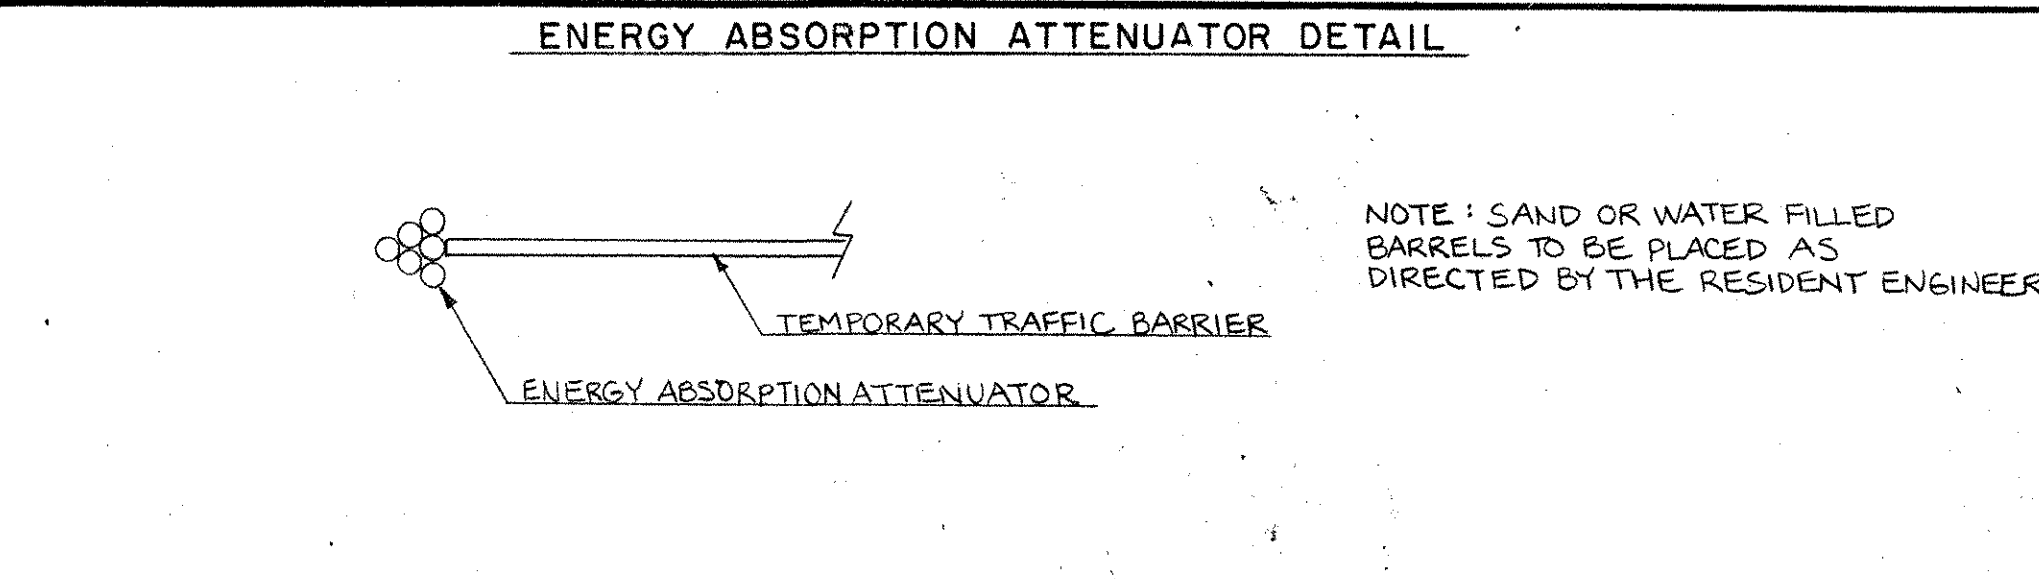 ENERGY ABSORPTION ATTENUATOR DETAIL
NOTE: SAND OR WATER FILLED
BARRELS TO BE PLACED AS
DIRECTED BY THE RESIDENT ENGINEER
TEMPORARY TRAFFIC BARRIER
ENERGY ABSORPTION ATTENUATOR